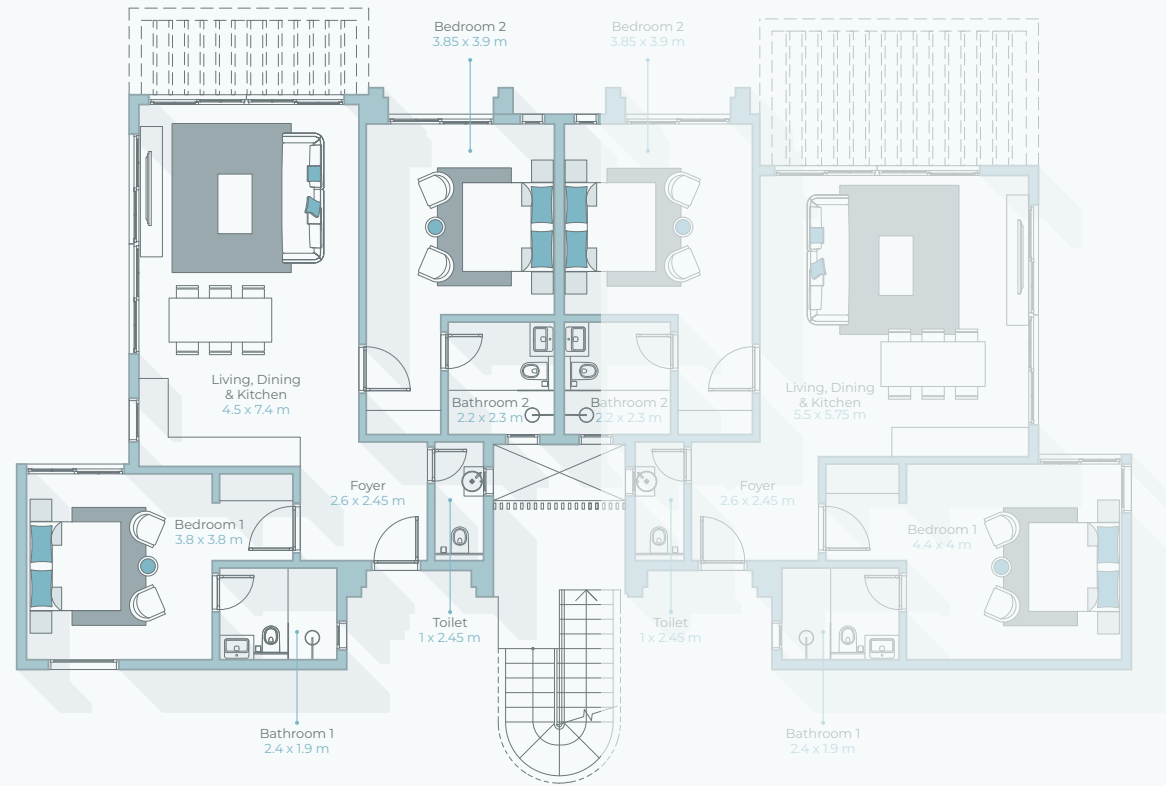 Bedroom 2
3.85 x 3.9 m
Bedroom 2
3.85 x 3.9 m
Living, Dining
& Kitchen
4.5 x 7.4 m
Bathroom 2
2.2 x 2.3 m
Bathroom 2
2.2 x 2.3 m
Living, Dining
& Kitchen
5.5 x 5.75 m
Foyer
2.6 x 2.45 m
Foyer
2.6 x 2.45 m
Bedroom 1
3.8 x 3.8 m
Bedroom 1
4.4 x 4 m
Toilet
1 x 2.45 m
Toilet
1 x 2.45 m
Bathroom 1
2.4 x 1.9 m
Bathroom 1
2.4 x 1.9 m